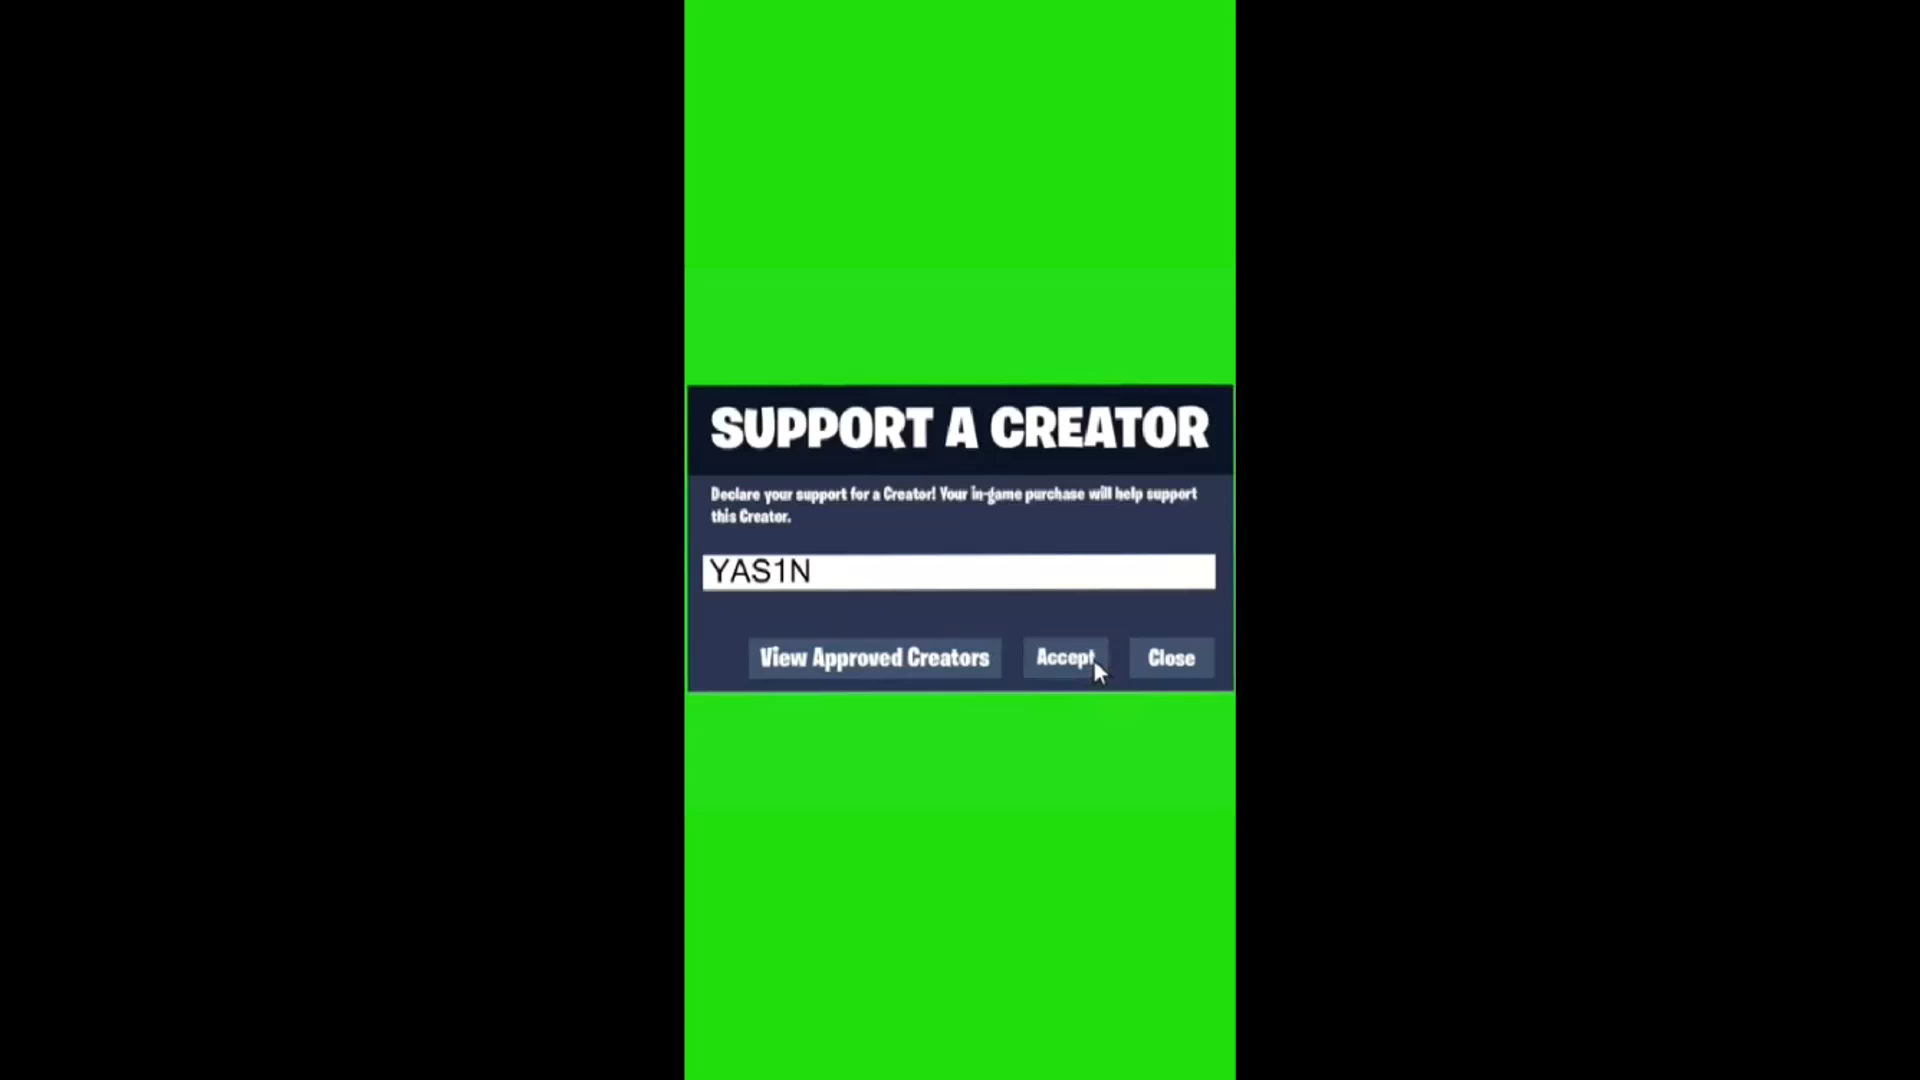 SUPPORT A CREATOR
Declare your support for a Creator! Your in-game purchase will help support
this Creator.
YAS1N
View Approved Creators
Accept
Close